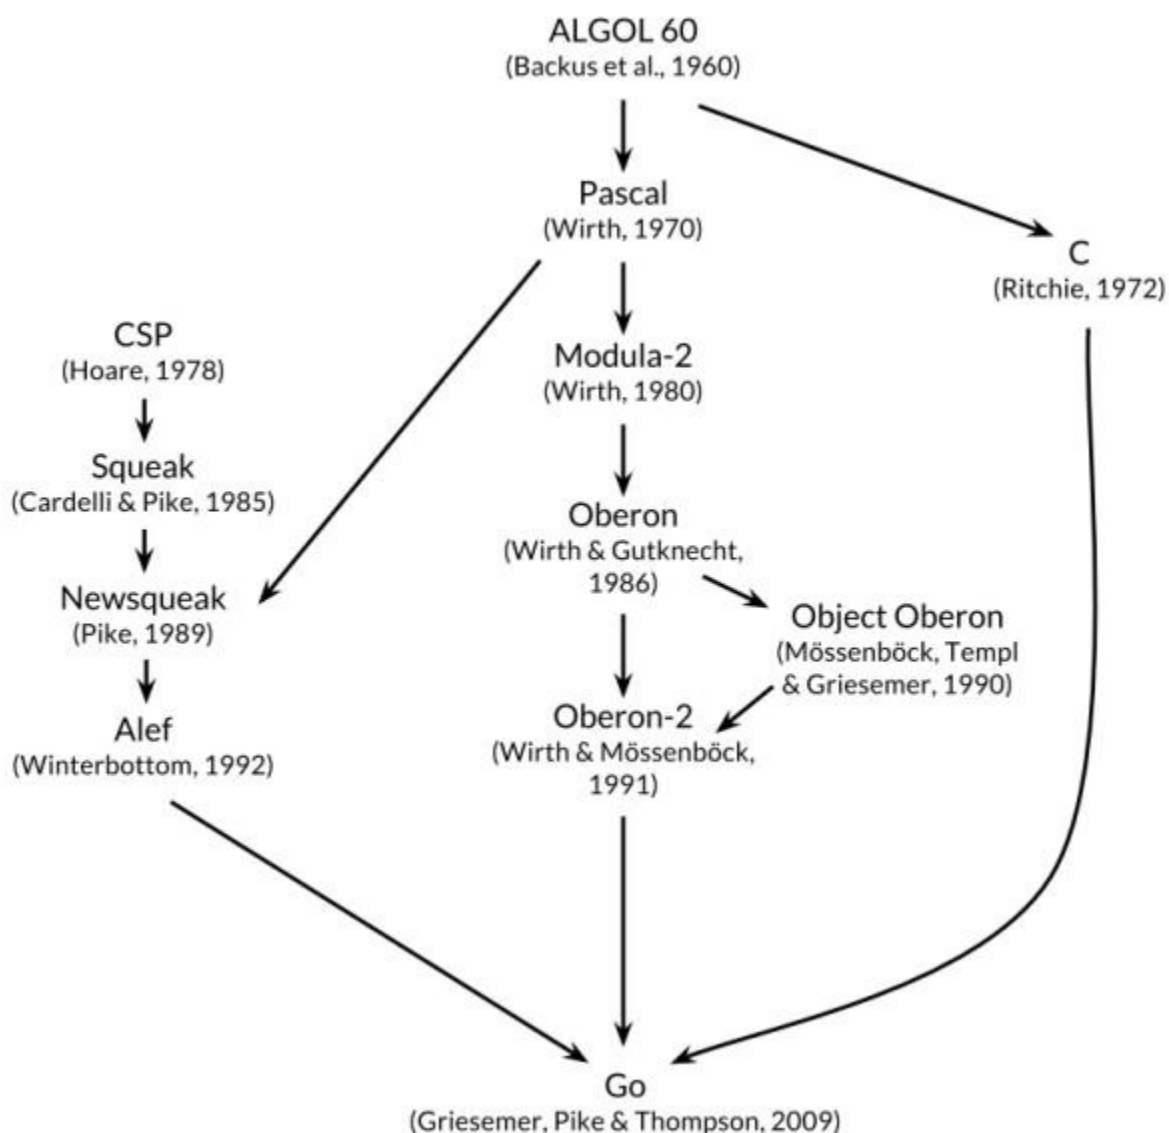 ALGOL 60
(Backus et al., 1960)
Pascal
(Wirth, 1970)
C
(Ritchie, 1972)
CSP
(Hoare, 1978)
Modula-2
(Wirth, 1980)
Squeak
(Cardelli & Pike, 1985)
Oberon
(Wirth & Gutknecht,
1986)
Newsqueak
(Pike, 1989)
Object Oberon
(Mössenböck, Templ
& Griesemer, 1990)
Alef
(Winterbottom, 1992)
Oberon-2
(Wirth & Mössenböck,
1991)
Go
(Griesemer, Pike & Thompson, 2009)